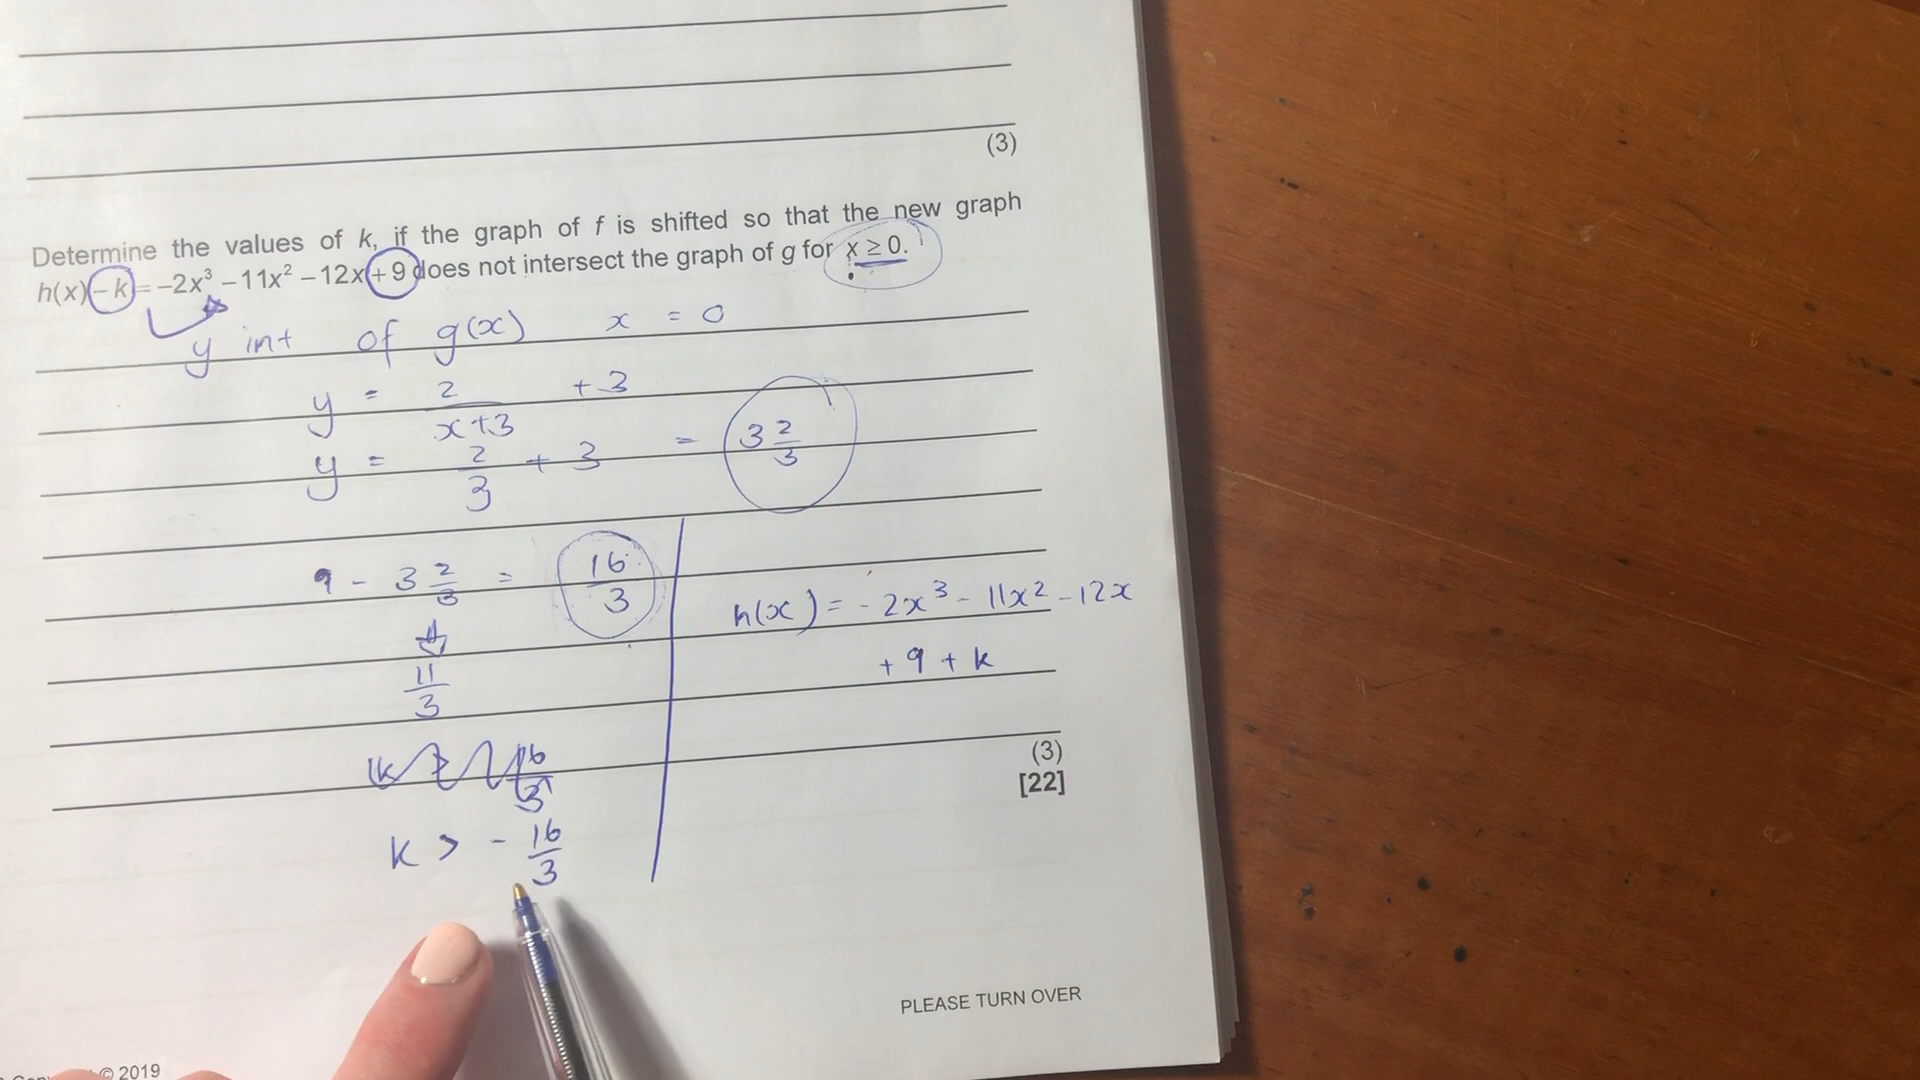 (3)
Determine the values of k, if the graph of f is shifted so that the new graph
h(x) − k = −2x³ − 11x² − 12x + 9 does not intersect the graph of g for x ≥ 0.
y int of g(x) x = 0
y = 2/(x+3) + 3
y = 2/3 + 3 = 3 2/3
9 - 3 2/3 = 16/3
11/3
h(x) = -2x³ - 11x² - 12x
+ 9 + k
(3)
[22]
k > - 16/3
PLEASE TURN OVER
© 2019